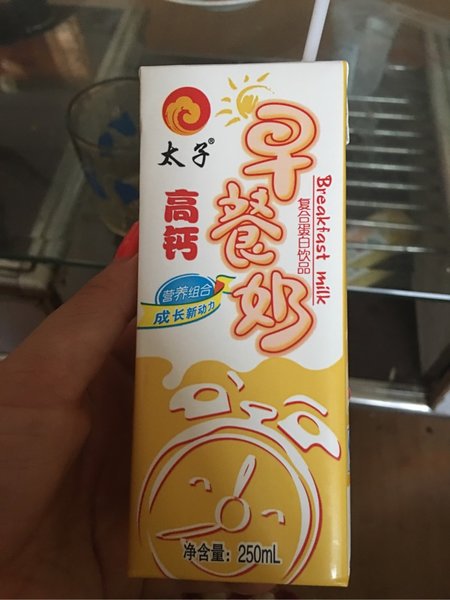 太子®
高钙
早餐奶
Breakfast milk
复合蛋白饮品
营养组合
成长新动力
净含量：250mL